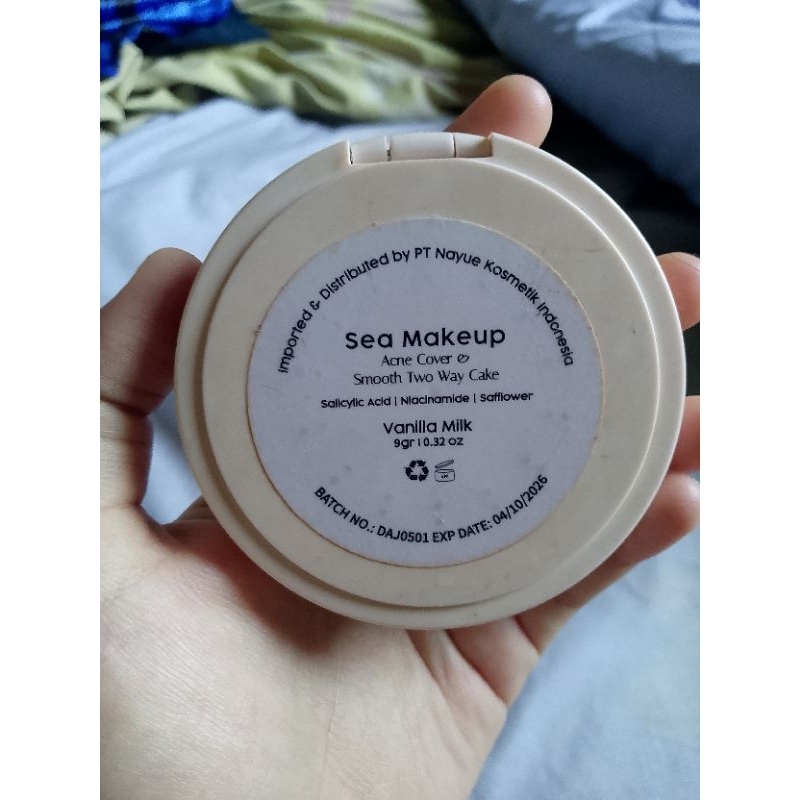 Imported & Distributed by PT Nayue Kosmetik Indonesia
Sea Makeup
Acne Cover &
Smooth Two Way Cake
Salicylic Acid | Niacinamide | Safflower
Vanilla Milk
9gr | 0.32 oz
BATCH NO.: DAJ0501 EXP DATE: 04/10/2026